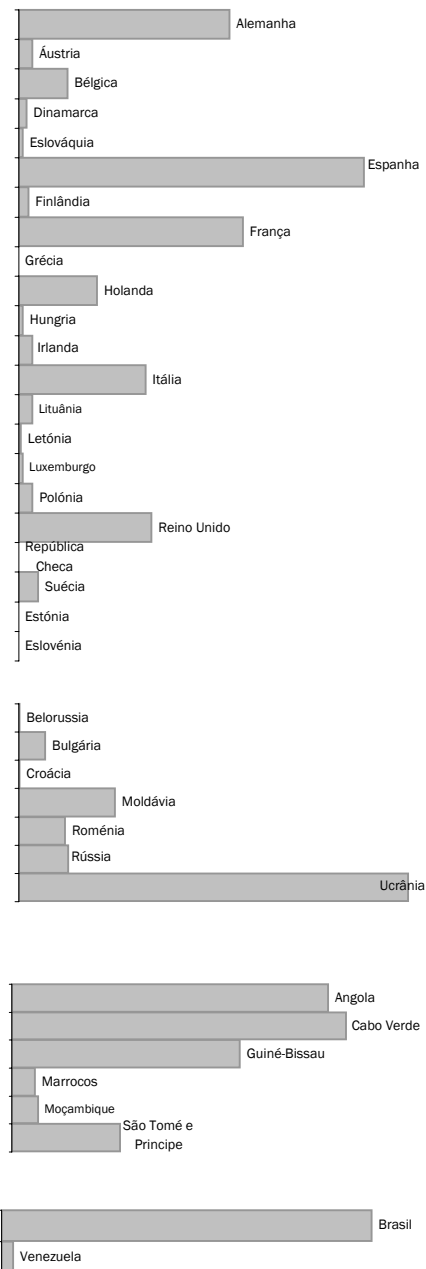 Alemanha
Áustria
Bélgica
Dinamarca
Eslováquia
Espanha
Finlândia
França
Grécia
Holanda
Hungria
Irlanda
Itália
Lituânia
Letónia
Luxemburgo
Polónia
Reino Unido
República
Checa
Suécia
Estónia
Eslovénia
Belorussia
Bulgária
Croácia
Moldávia
Roménia
Rússia
Ucrânia
Angola
Cabo Verde
Guiné-Bissau
Marrocos
Moçambique
São Tomé e
Principe
Brasil
Venezuela